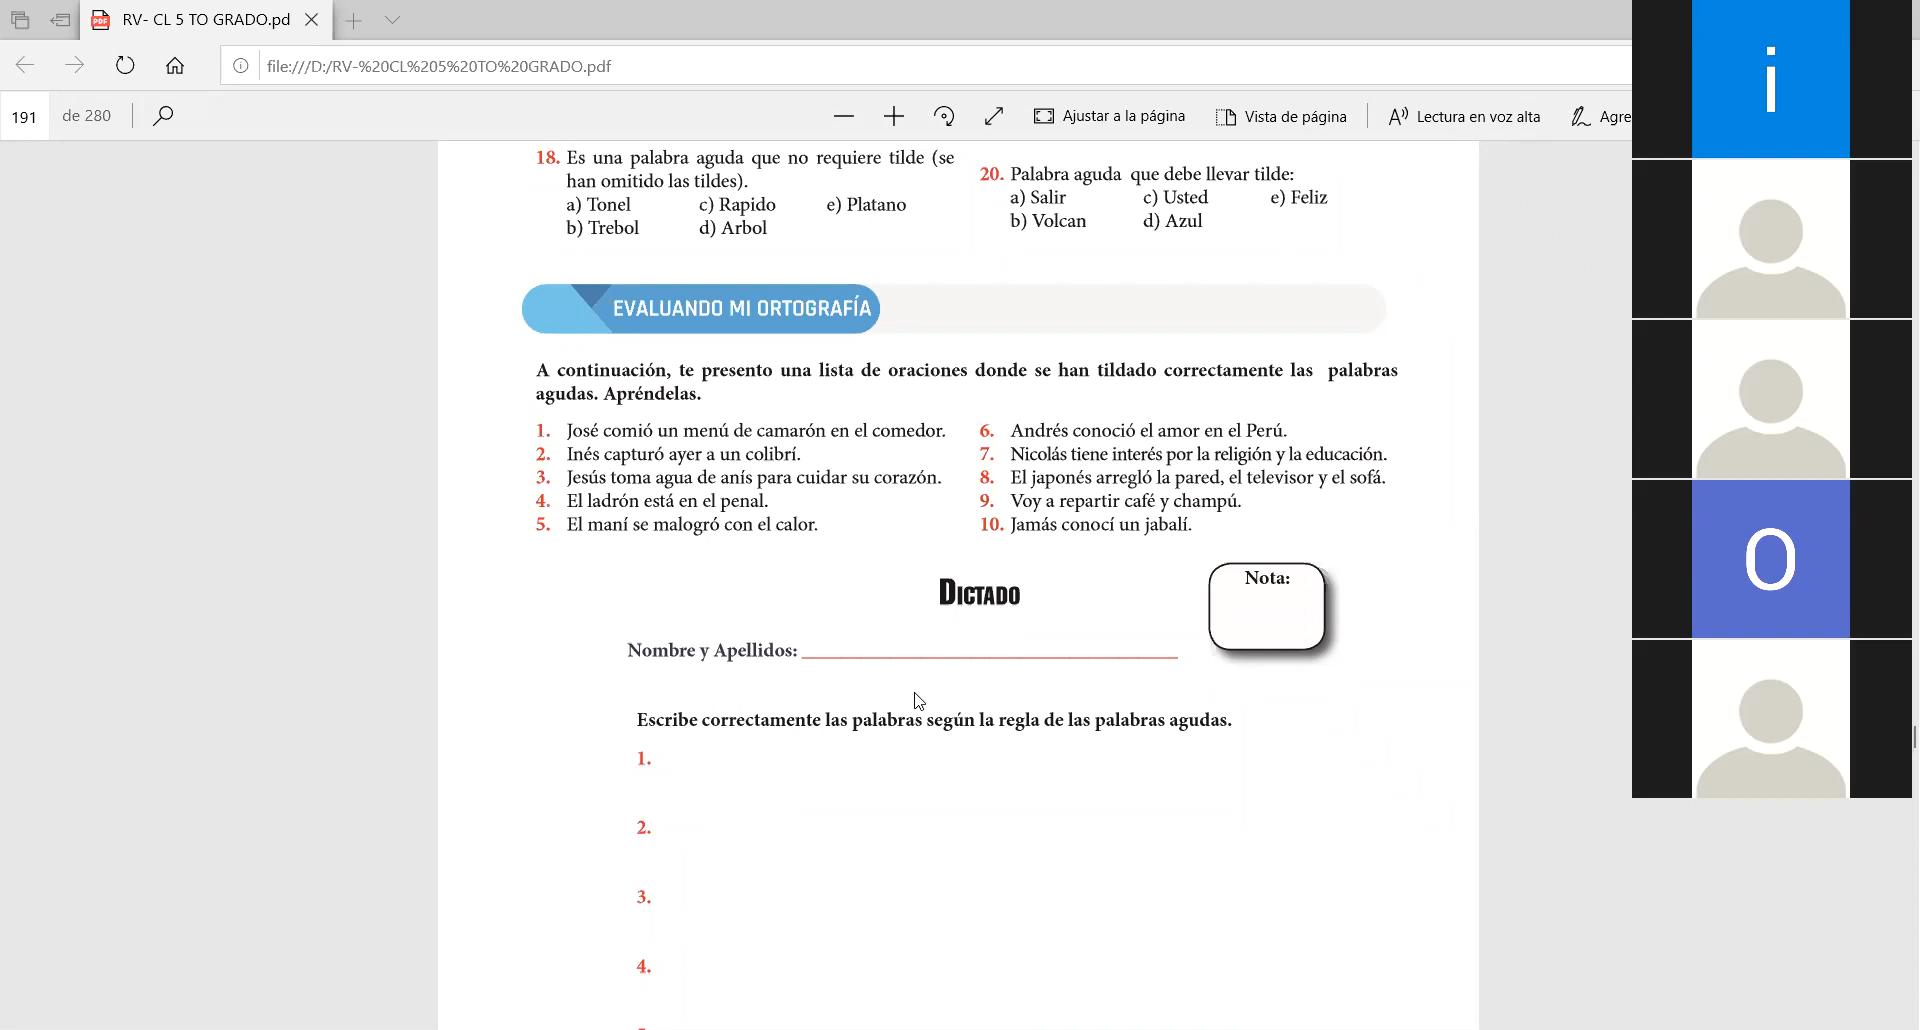 RV- CL 5 TO GRADO.pd
file:///D:/RV-%20CL%205%20TO%20GRADO.pdf
191 de 280
Ajustar a la página
Vista de página
Lectura en voz alta
Agre
18. Es una palabra aguda que no requiere tilde (se
han omitido las tildes).
a) Tonel c) Rapido e) Platano
b) Trebol d) Arbol
20. Palabra aguda que debe llevar tilde:
a) Salir c) Usted e) Feliz
b) Volcan d) Azul
EVALUANDO MI ORTOGRAFÍA
A continuación, te presento una lista de oraciones donde se han tildado correctamente las palabras
agudas. Apréndelas.
1. José comió un menú de camarón en el comedor.
2. Inés capturó ayer a un colibrí.
3. Jesús toma agua de anís para cuidar su corazón.
4. El ladrón está en el penal.
5. El maní se malogró con el calor.
6. Andrés conoció el amor en el Perú.
7. Nicolás tiene interés por la religión y la educación.
8. El japonés arregló la pared, el televisor y el sofá.
9. Voy a repartir café y champú.
10. Jamás conocí un jabalí.
DICTADO
Nota:
Nombre y Apellidos:
Escribe correctamente las palabras según la regla de las palabras agudas.
1.
2.
3.
4.
i
O